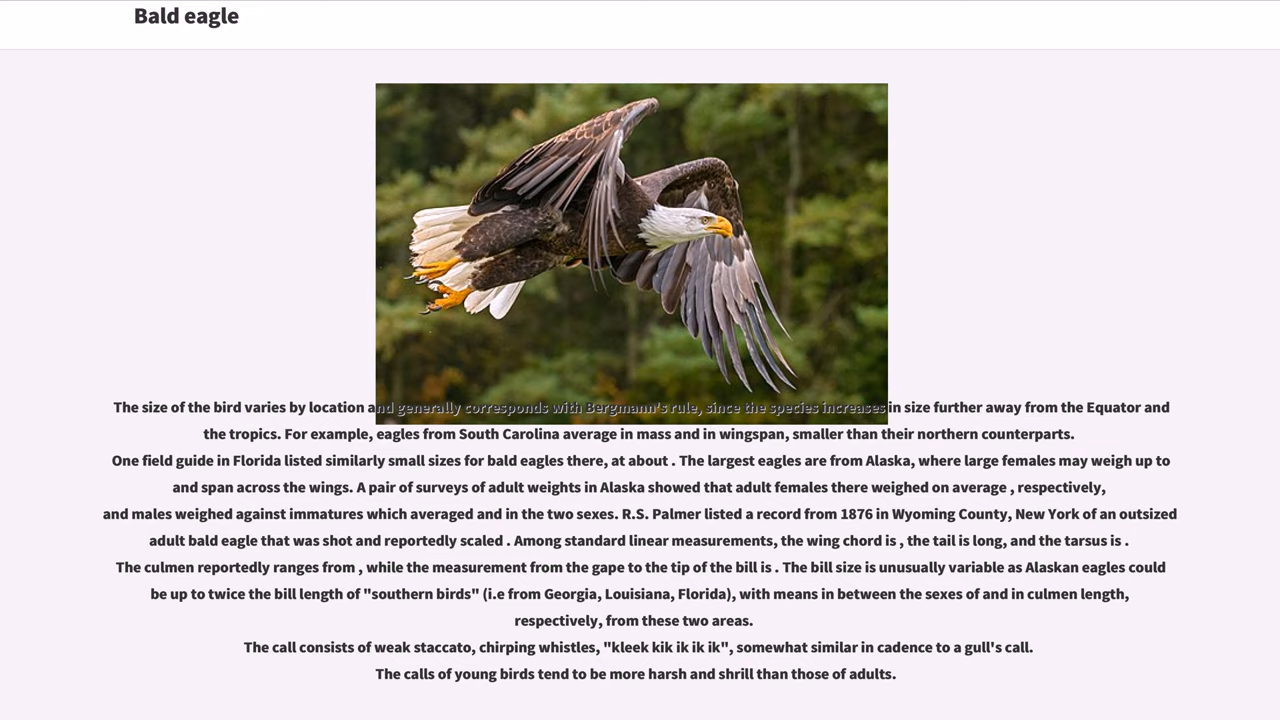 Bald eagle
The size of the bird varies by location and generally corresponds with Bergmann's rule, since the species increases in size further away from the Equator and
the tropics. For example, eagles from South Carolina average in mass and in wingspan, smaller than their northern counterparts.
One field guide in Florida listed similarly small sizes for bald eagles there, at about . The largest eagles are from Alaska, where large females may weigh up to
and span across the wings. A pair of surveys of adult weights in Alaska showed that adult females there weighed on average , respectively,
and males weighed against immatures which averaged and in the two sexes. R.S. Palmer listed a record from 1876 in Wyoming County, New York of an outsized
adult bald eagle that was shot and reportedly scaled . Among standard linear measurements, the wing chord is , the tail is long, and the tarsus is .
The culmen reportedly ranges from , while the measurement from the gape to the tip of the bill is . The bill size is unusually variable as Alaskan eagles could
be up to twice the bill length of "southern birds" (i.e from Georgia, Louisiana, Florida), with means in between the sexes of and in culmen length,
respectively, from these two areas.
The call consists of weak staccato, chirping whistles, "kleek kik ik ik ik", somewhat similar in cadence to a gull's call.
The calls of young birds tend to be more harsh and shrill than those of adults.